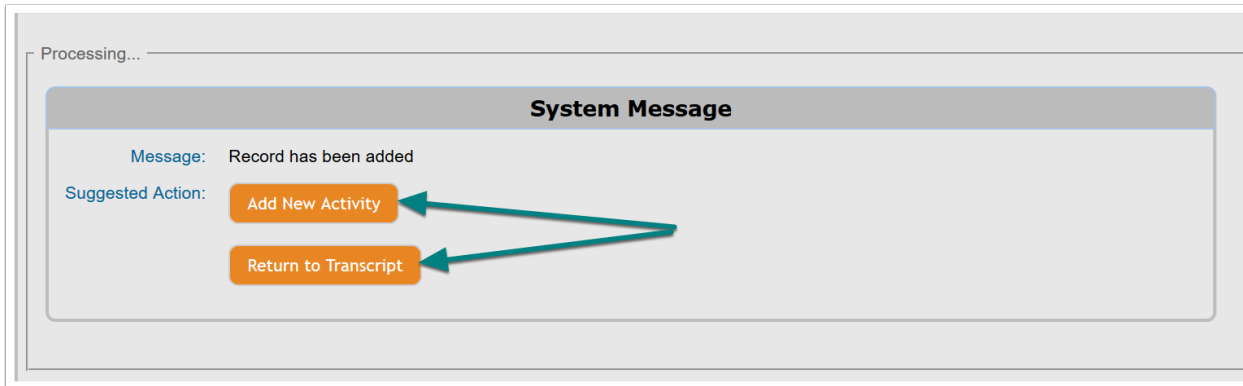 Processing...
System Message
Message: Record has been added
Suggested Action: Add New Activity
Return to Transcript